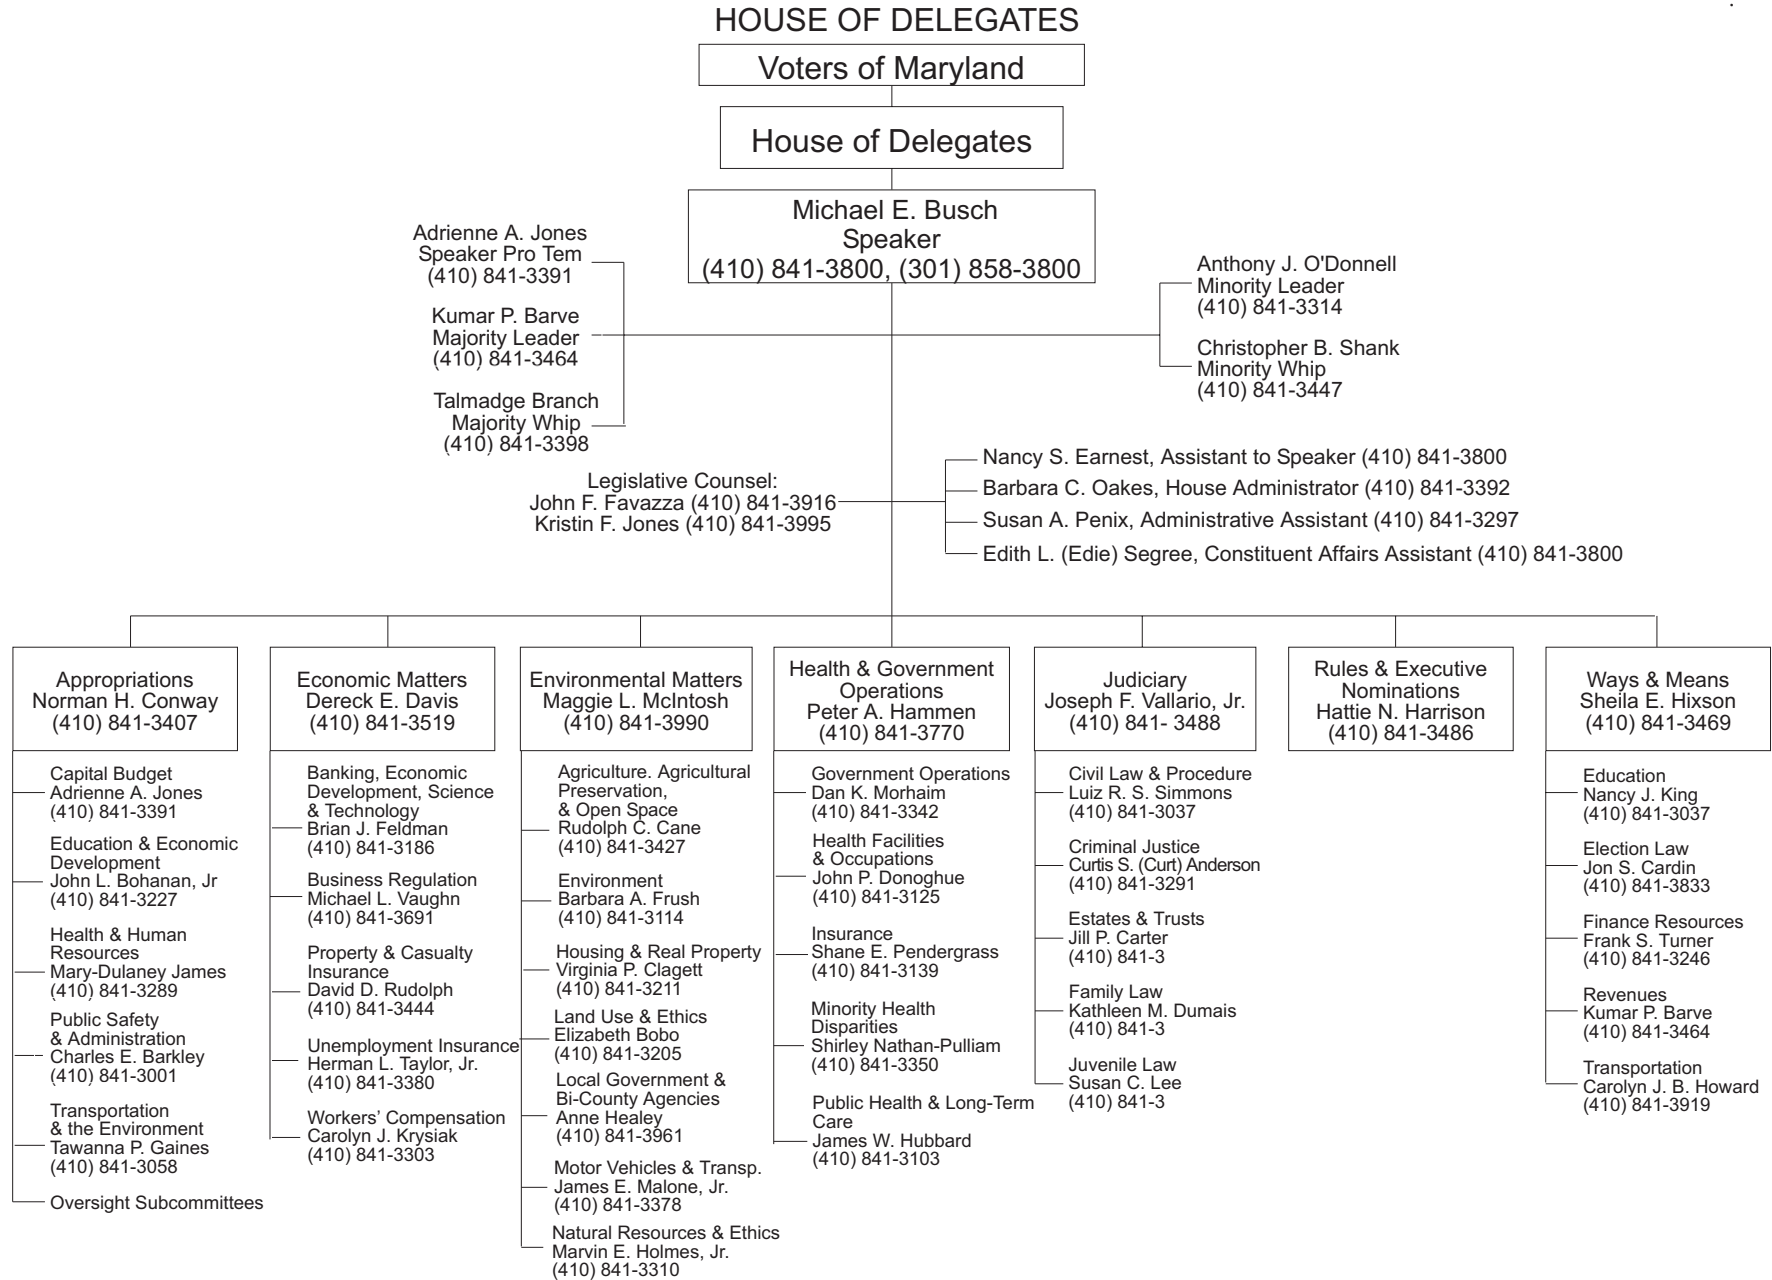 HOUSE OF DELEGATES
Voters of Maryland
House of Delegates
Michael E. Busch
Speaker
(410) 841-3800, (301) 858-3800
Adrienne A. Jones
Speaker Pro Tem
(410) 841-3391
Kumar P. Barve
Majority Leader
(410) 841-3464
Talmadge Branch
Majority Whip
(410) 841-3398
Anthony J. O'Donnell
Minority Leader
(410) 841-3314
Christopher B. Shank
Minority Whip
(410) 841-3447
Legislative Counsel:
John F. Favazza (410) 841-3916
Kristin F. Jones (410) 841-3995
Nancy S. Earnest, Assistant to Speaker (410) 841-3800
Barbara C. Oakes, House Administrator (410) 841-3392
Susan A. Penix, Administrative Assistant (410) 841-3297
Edith L. (Edie) Segree, Constituent Affairs Assistant (410) 841-3800
Appropriations
Norman H. Conway
(410) 841-3407
Capital Budget
Adrienne A. Jones
(410) 841-3391
Education & Economic
Development
John L. Bohanan, Jr
(410) 841-3227
Health & Human
Resources
Mary-Dulaney James
(410) 841-3289
Public Safety
& Administration
Charles E. Barkley
(410) 841-3001
Transportation
& the Environment
Tawanna P. Gaines
(410) 841-3058
Oversight Subcommittees
Economic Matters
Dereck E. Davis
(410) 841-3519
Banking, Economic
Development, Science
& Technology
Brian J. Feldman
(410) 841-3186
Business Regulation
Michael L. Vaughn
(410) 841-3691
Property & Casualty
Insurance
David D. Rudolph
(410) 841-3444
Unemployment Insurance
Herman L. Taylor, Jr.
(410) 841-3380
Workers’ Compensation
Carolyn J. Krysiak
(410) 841-3303
Environmental Matters
Maggie L. McIntosh
(410) 841-3990
Agriculture. Agricultural
Preservation,
& Open Space
Rudolph C. Cane
(410) 841-3427
Environment
Barbara A. Frush
(410) 841-3114
Housing & Real Property
Virginia P. Clagett
(410) 841-3211
Land Use & Ethics
Elizabeth Bobo
(410) 841-3205
Local Government &
Bi-County Agencies
Anne Healey
(410) 841-3961
Motor Vehicles & Transp.
James E. Malone, Jr.
(410) 841-3378
Natural Resources & Ethics
Marvin E. Holmes, Jr.
(410) 841-3310
Health & Government
Operations
Peter A. Hammen
(410) 841-3770
Government Operations
Dan K. Morhaim
(410) 841-3342
Health Facilities
& Occupations
John P. Donoghue
(410) 841-3125
Insurance
Shane E. Pendergrass
(410) 841-3139
Minority Health
Disparities
Shirley Nathan-Pulliam
(410) 841-3350
Public Health & Long-Term
Care
James W. Hubbard
(410) 841-3103
Judiciary
Joseph F. Vallario, Jr.
(410) 841- 3488
Civil Law & Procedure
Luiz R. S. Simmons
(410) 841-3037
Criminal Justice
Curtis S. (Curt) Anderson
(410) 841-3291
Estates & Trusts
Jill P. Carter
(410) 841-3
Family Law
Kathleen M. Dumais
(410) 841-3
Juvenile Law
Susan C. Lee
(410) 841-3
Rules & Executive
Nominations
Hattie N. Harrison
(410) 841-3486
Ways & Means
Sheila E. Hixson
(410) 841-3469
Education
Nancy J. King
(410) 841-3037
Election Law
Jon S. Cardin
(410) 841-3833
Finance Resources
Frank S. Turner
(410) 841-3246
Revenues
Kumar P. Barve
(410) 841-3464
Transportation
Carolyn J. B. Howard
(410) 841-3919